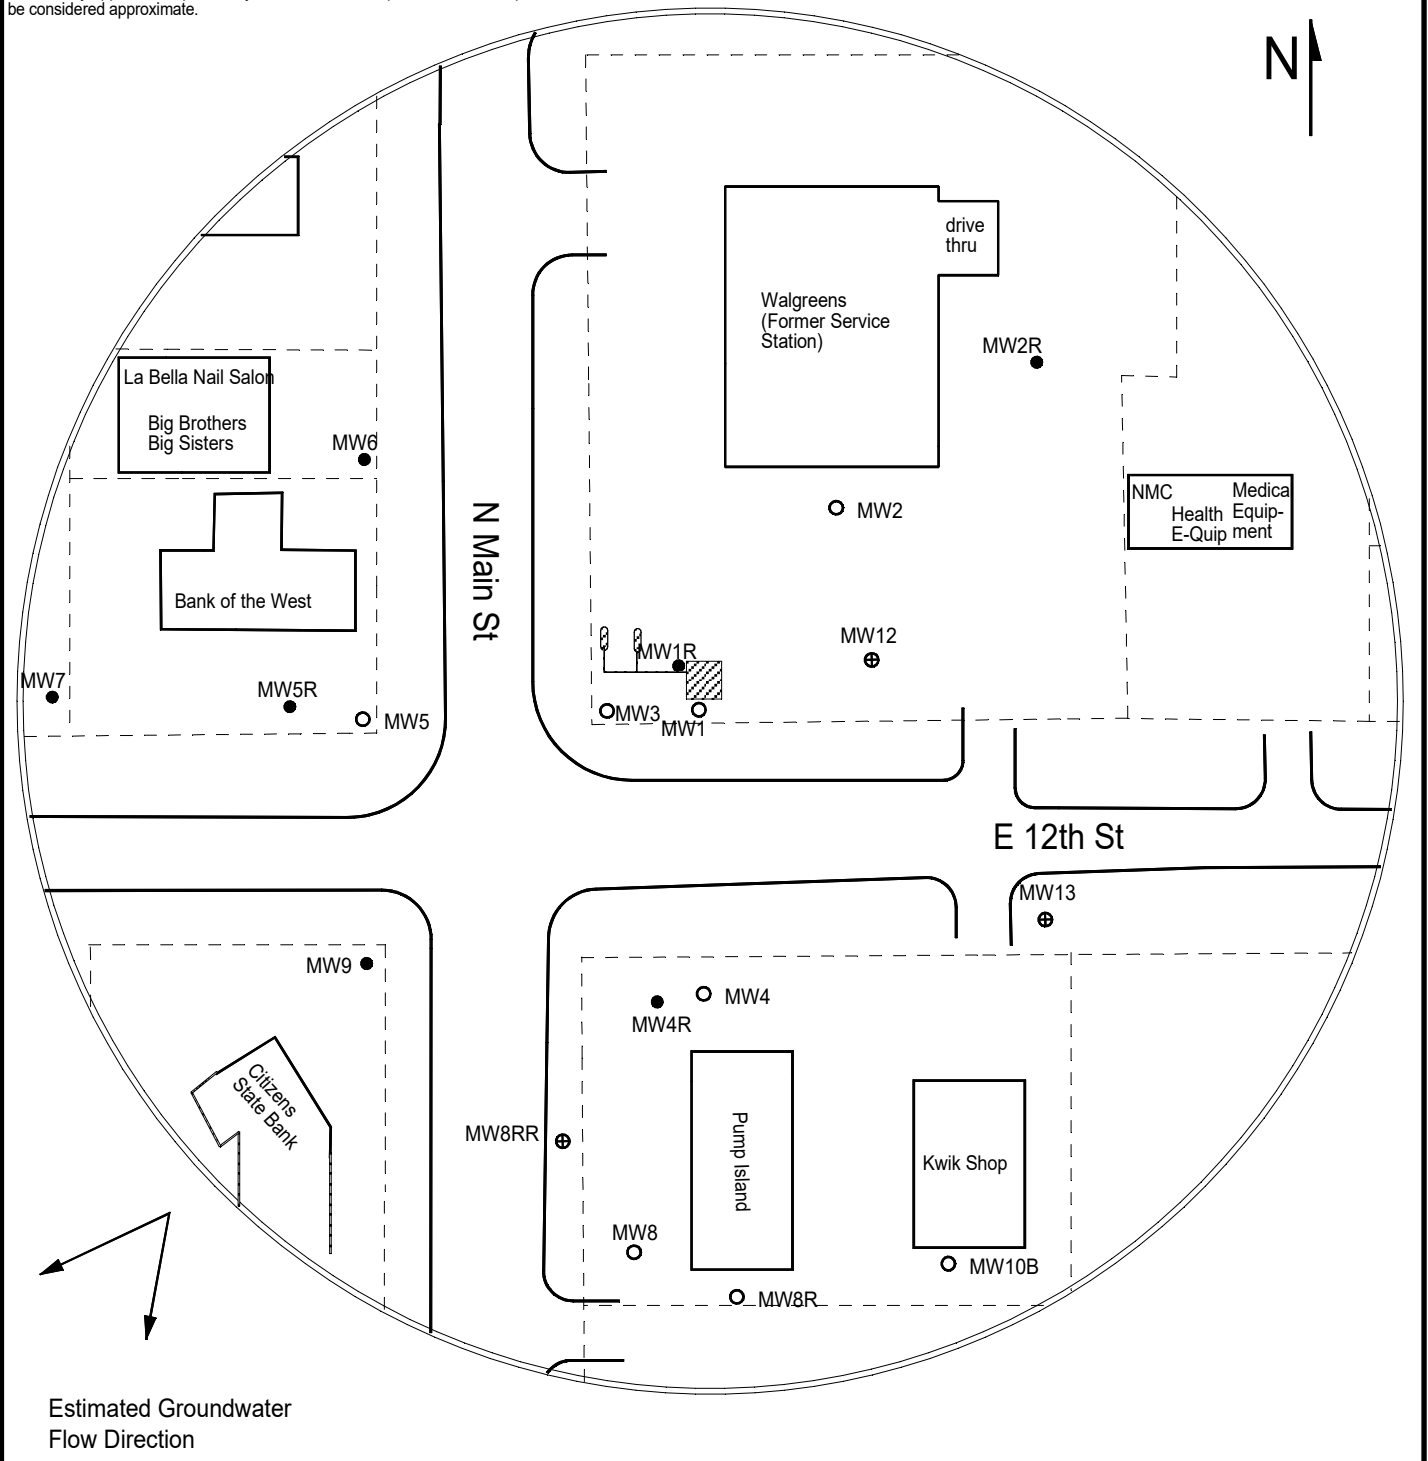 be considered approximate.
N
drive
thru
Walgreens
(Former Service
Station)
MW2R
La Bella Nail Salon
Big Brothers
Big Sisters
MW6
NMC
Health
E-Quip
Medica
Equip-
ment
MW2
N Main St
Bank of the West
MW12
MW1R
MW7
MW5R
MW5
MW3
MW1
E 12th St
MW13
MW9
MW4
MW4R
Citizens
State Bank
MW8RR
Pump Island
Kwik Shop
MW8
MW10B
MW8R
Estimated Groundwater
Flow Direction